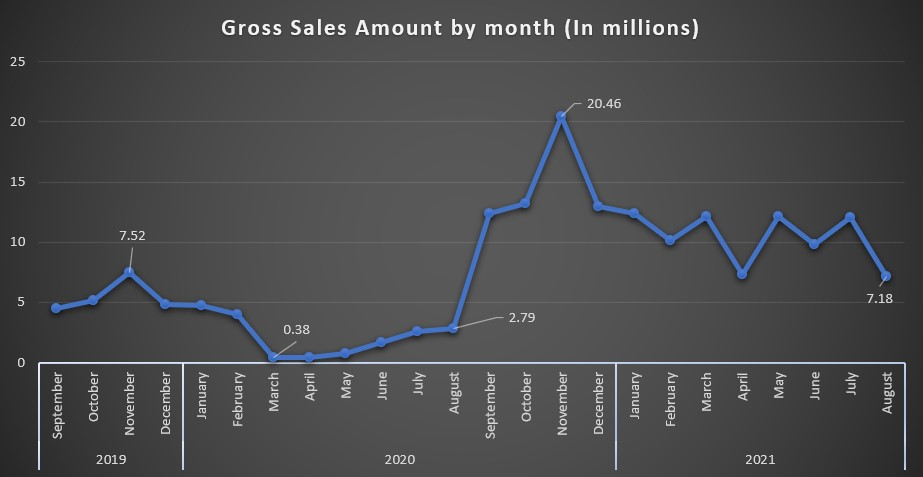 Gross Sales Amount by month (In millions)
25
20
15
10
5
0
7.52
0.38
2.79
20.46
7.18
September
October
November
December
January
February
March
April
May
June
July
August
September
October
November
December
January
February
March
April
May
June
July
August
2019
2020
2021